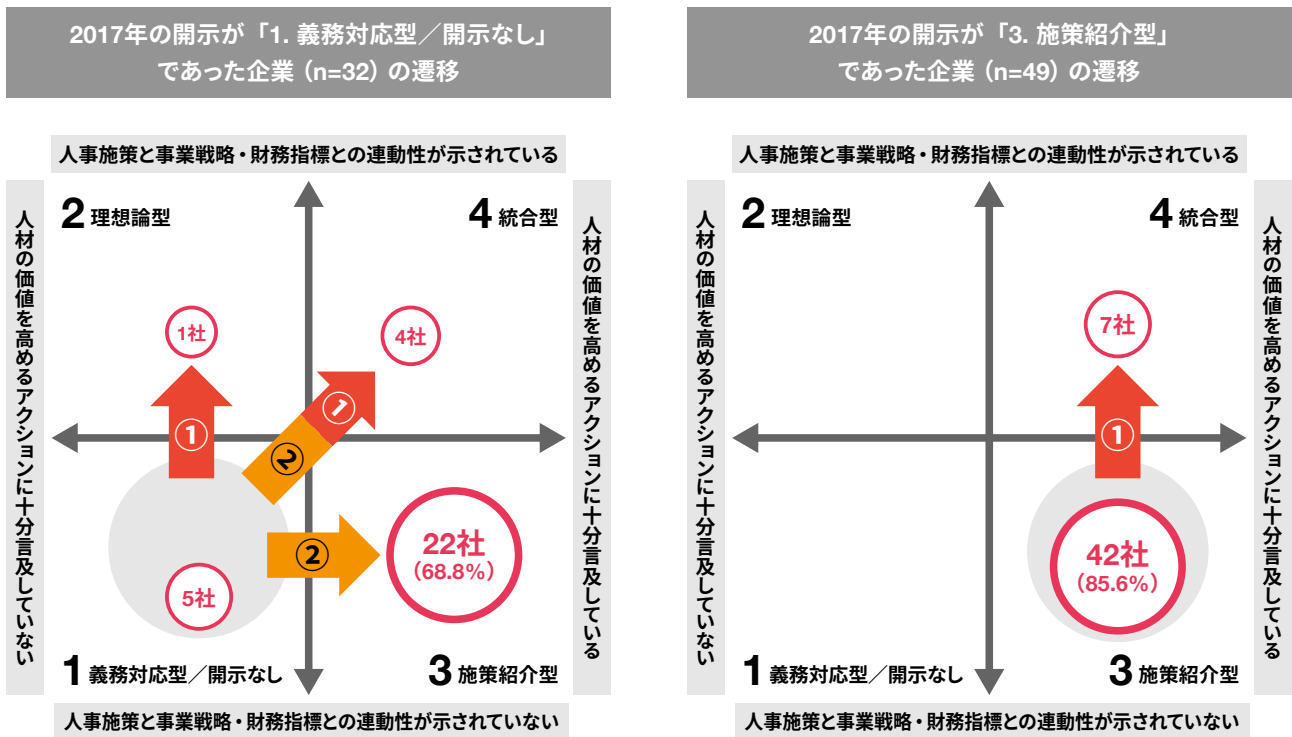 2017年の開示が「1. 義務対応型／開示なし」
であった企業（n=32）の遷移
人事施策と事業戦略・財務指標との連動性が示されている
人材の価値を高めるアクションに十分言及していない
2 理想論型
4 統合型
人材の価値を高めるアクションに十分言及している
1社
4社
①
①
②
②
22社
（68.8%）
5社
1 義務対応型／開示なし
3 施策紹介型
人事施策と事業戦略・財務指標との連動性が示されていない
2017年の開示が「3. 施策紹介型」
であった企業（n=49）の遷移
人事施策と事業戦略・財務指標との連動性が示されている
人材の価値を高めるアクションに十分言及していない
2 理想論型
4 統合型
人材の価値を高めるアクションに十分言及している
7社
①
42社
（85.6%）
1 義務対応型／開示なし
3 施策紹介型
人事施策と事業戦略・財務指標との連動性が示されていない